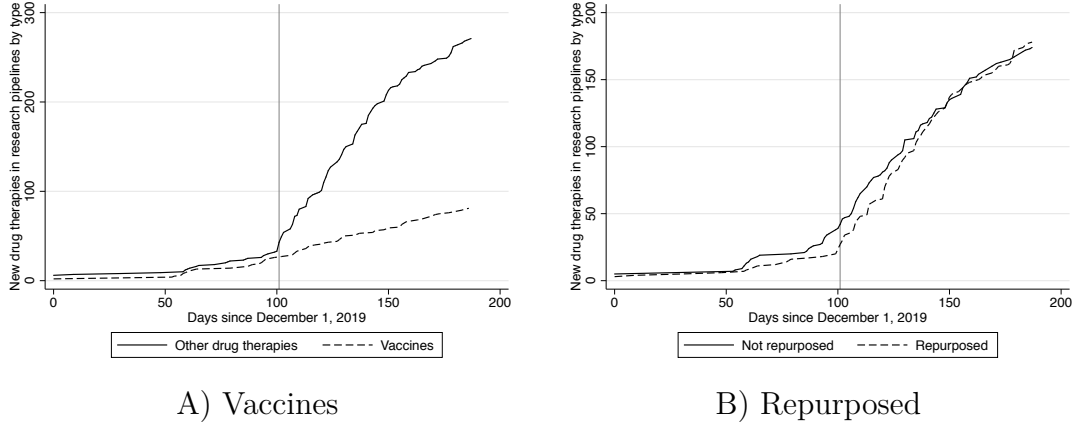 New drug therapies in research pipelines by type
300
200
100
0
0 50 100 150 200
Days since December 1, 2019
Other drug therapies Vaccines
A) Vaccines
New drug therapies in research pipelines by type
200
150
100
50
0
0 50 100 150 200
Days since December 1, 2019
Not repurposed Repurposed
B) Repurposed